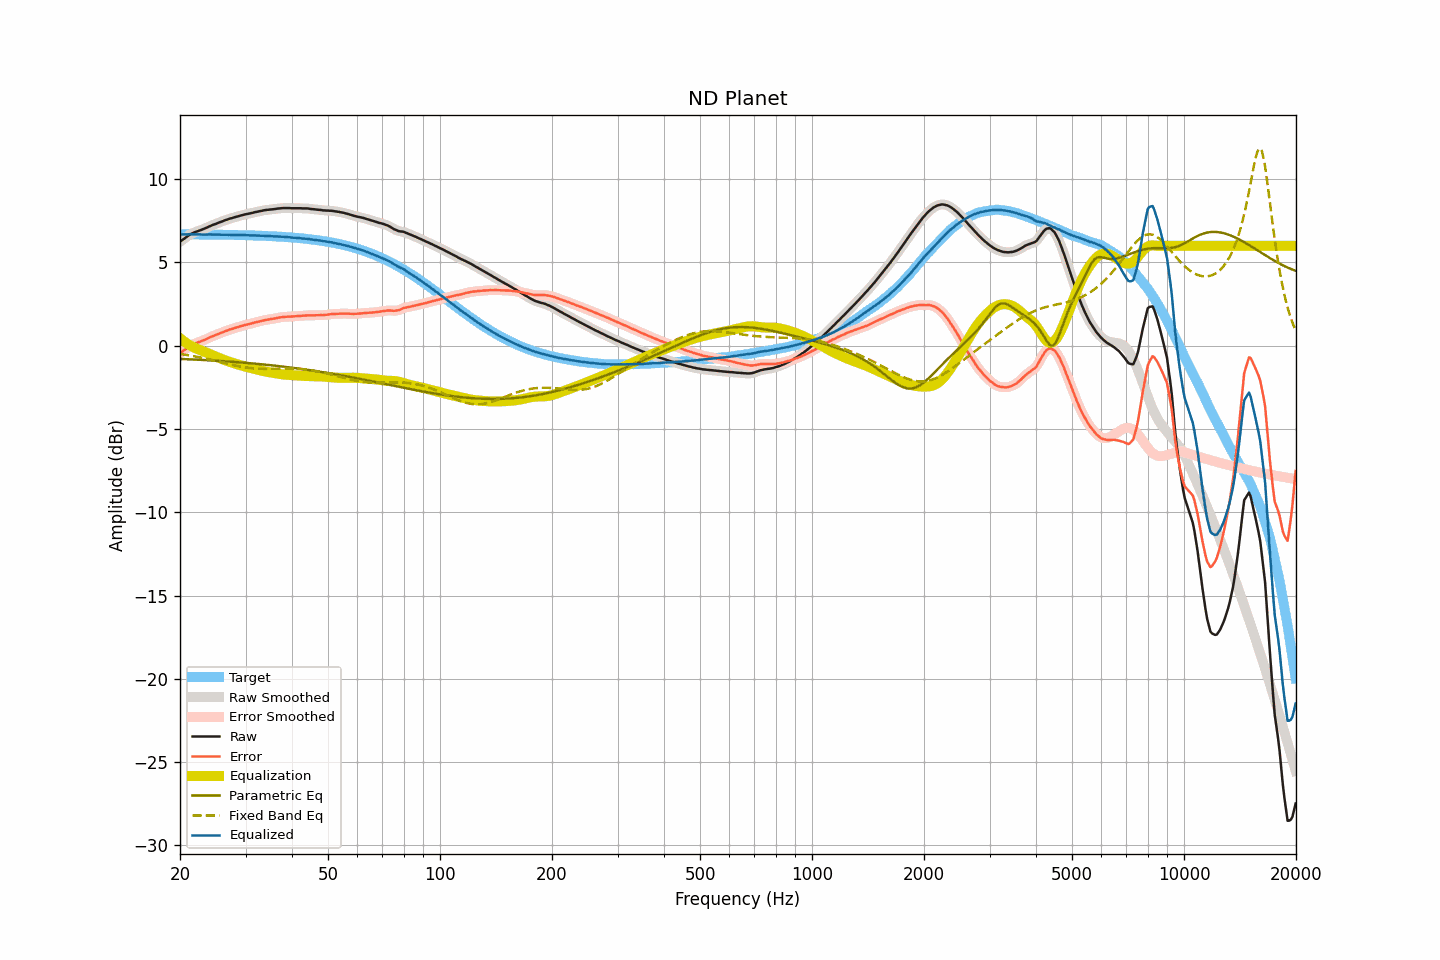 ND Planet
Amplitude (dBr)
10
5
0
−5
−10
−15
−20
−25
−30
Target
Raw Smoothed
Error Smoothed
Raw
Error
Equalization
Parametric Eq
Fixed Band Eq
Equalized
20 50 100 200 500 1000 2000 5000 10000 20000
Frequency (Hz)